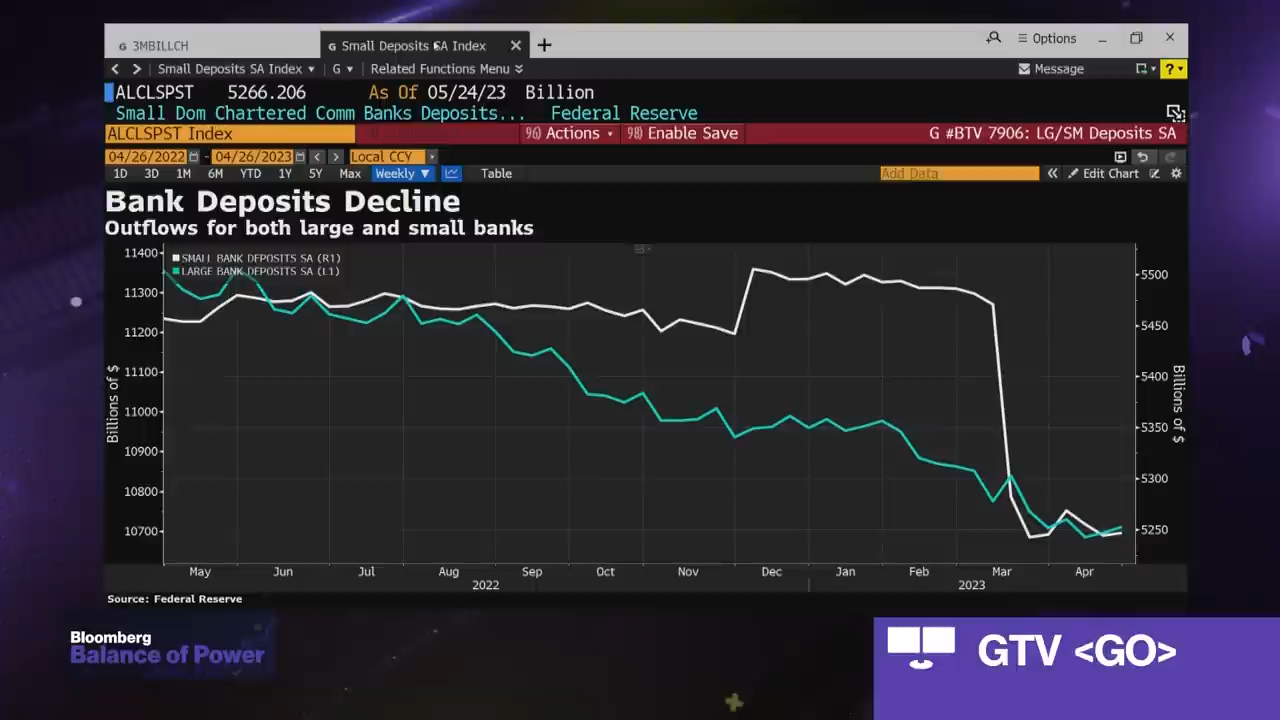 G 3MBILLCH
G Small Deposits SA Index
Options
Small Deposits SA Index G Related Functions Menu Message ?
ALCLSPST 5266.206 As Of 05/24/23 Billion
Small Dom Chartered Comm Banks Deposits... Federal Reserve
ALCLSPST Index 96) Actions 98) Enable Save G #BTV 7906: LG/SM Deposits SA
04/26/2022 - 04/26/2023 Local CCY
1D 3D 1M 6M YTD 1Y 5Y Max Weekly ▼ Table Add Data « Edit Chart
Bank Deposits Decline
Outflows for both large and small banks
SMALL BANK DEPOSITS SA (R1)
LARGE BANK DEPOSITS SA (L1)
11400
11300
11200
11100
11000
10900
10800
10700
Billions of $
5500
5450
5400
5350
5300
5250
Billions of $
May Jun Jul Aug Sep Oct Nov Dec Jan Feb Mar Apr
2022 2023
Source: Federal Reserve
Bloomberg
Balance of Power
GTV <GO>